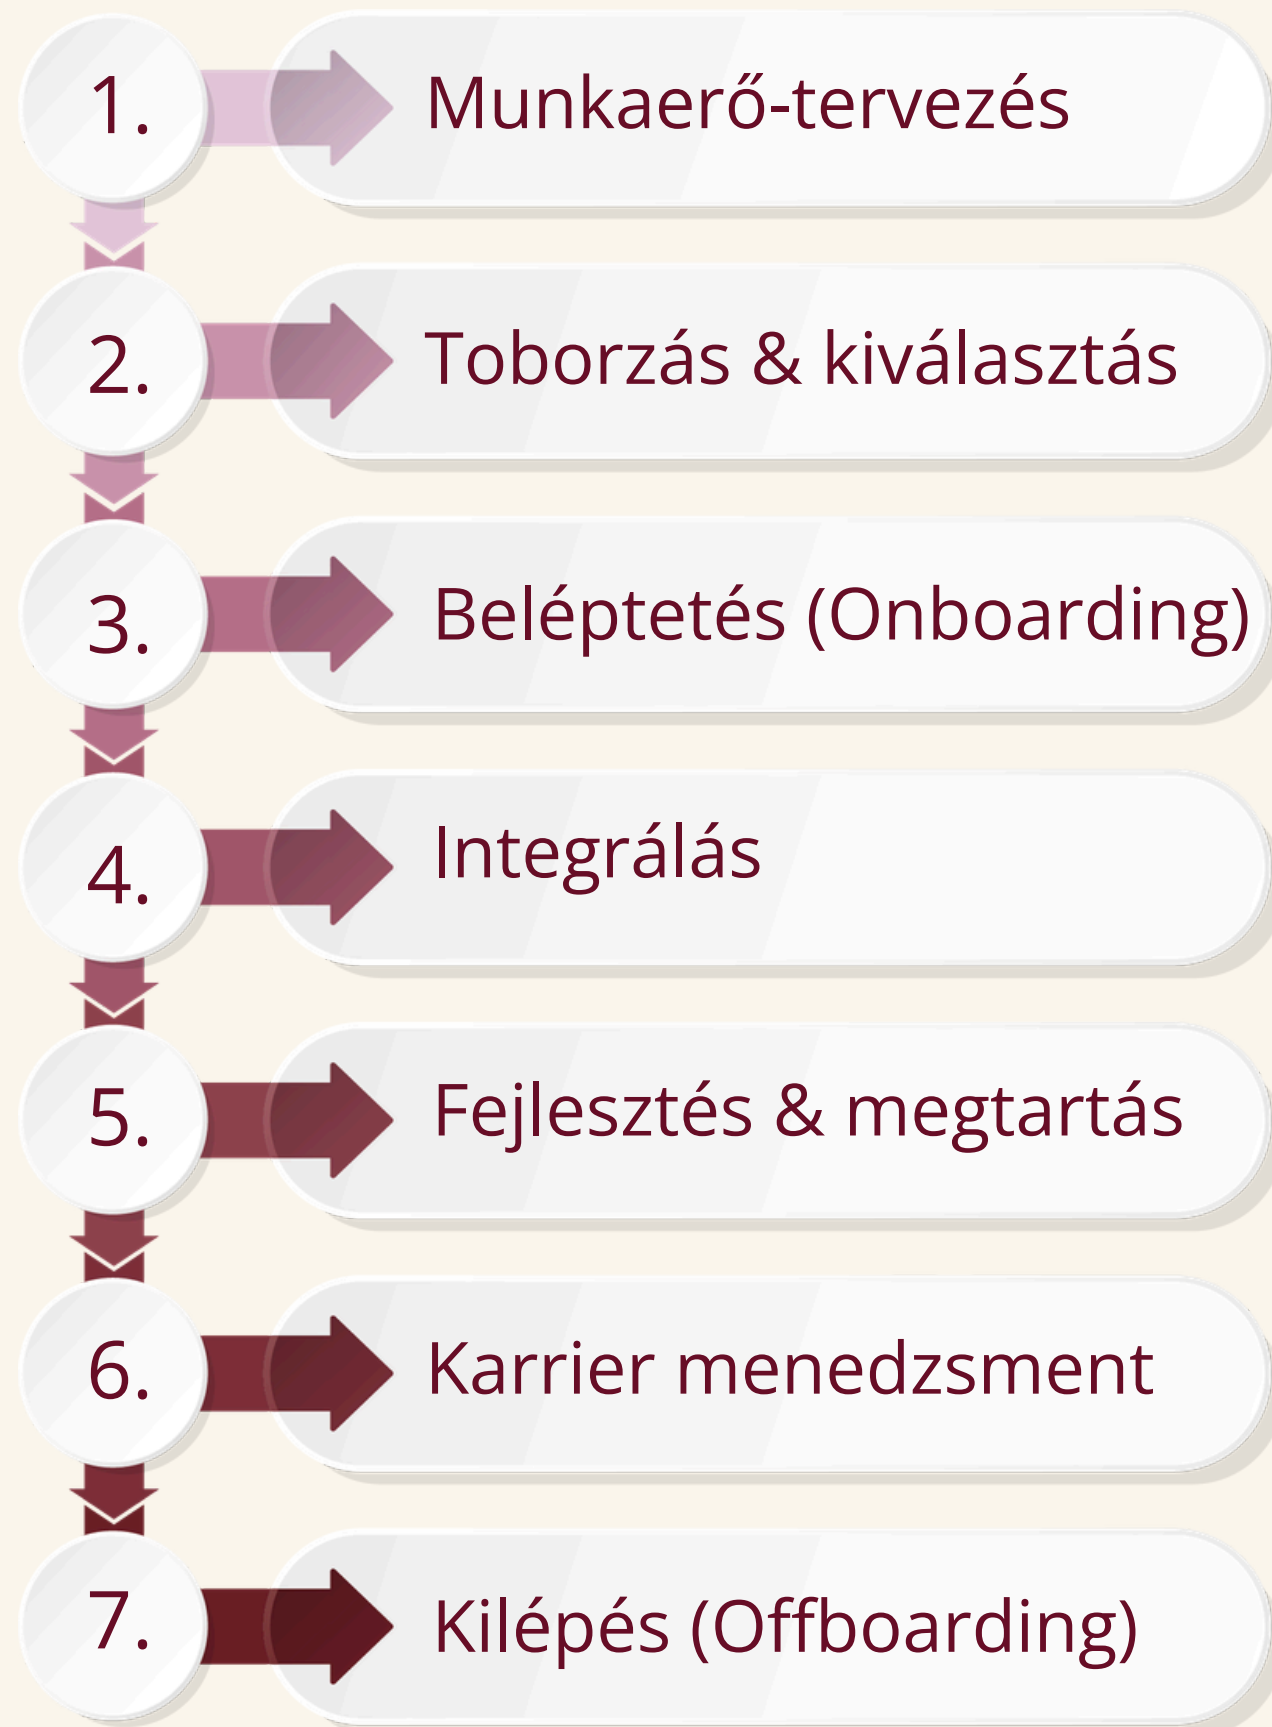 1. Munkaerő-tervezés
2. Toborzás & kiválasztás
3. Beléptetés (Onboarding)
4. Integrálás
5. Fejlesztés & megtartás
6. Karrier menedzsment
7. Kilépés (Offboarding)